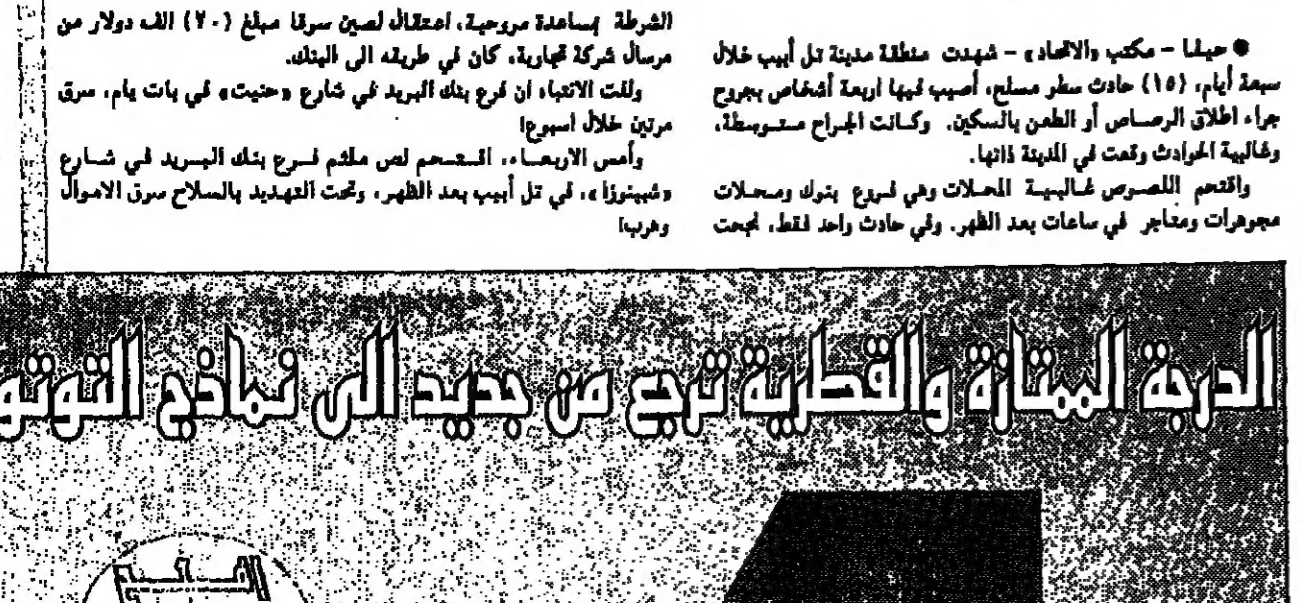 ● حيفا – مكتب «الاتحاد» – شهدت منطقة مدينة تل أبيب خلال
سبعة أيام، (١٥) حادث سطو مسلح، أصيب فيها اربعة أشخاص بجروح
جراء اطلاق الرصاص أو الطعن بالسكين. وكانت الجراح متوسطة،
وغالبية الحوادث وقعت في المدينة ذاتها.
واقتحم اللصوص غالبية المحلات وهي فروع بنوك ومحلات
مجوهرات ومتاجر في ساعات بعد الظهر. وفي حادث واحد فقط، نجحت
الشرطة بمساعدة مروحية، اعتقال لصين سرقا مبلغ (٢٠) الف دولار من
مرسال شركة تجارية، كان في طريقه الى البنك.
ولفت الانتباه ان فرع بنك البريد في شارع «حنيت» في بات يام، سرق
مرتين خلال اسبوع!
وأمس الاربعاء، اقتحم لص ملثم فرع بنك البريد في شارع
«شبينوزا»، في تل أبيب بعد الظهر، وتحت التهديد بالسلاح سرق الاموال
وهرب!
الدرجة الممتازة والقطرية ترجع من جديد الى نماذج التوتو